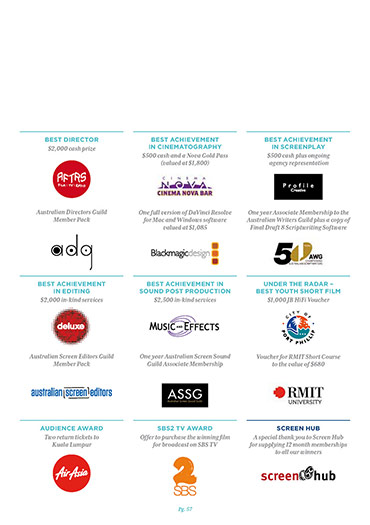 BEST DIRECTOR
$2,000 cash prize
AFTRS
FILM · TV · RADIO
Australian Directors Guild
Member Pack
adg
BEST ACHIEVEMENT
IN CINEMATOGRAPHY
$500 cash and a Nova Gold Pass
(valued at $1,800)
CINEMA
NOVA
CINEMA NOVA BAR
One full version of DaVinci Resolve
for Mac and Windows software
valued at $1,085
Blackmagicdesign
BEST ACHIEVEMENT
IN SCREENPLAY
$500 cash plus ongoing
agency representation
Profile
Creative
One year Associate Membership to the
Australian Writers Guild plus a copy of
Final Draft 8 Scriptwriting Software
50 AWG
BEST ACHIEVEMENT
IN EDITING
$2,000 in-kind services
deluxe
Australian Screen Editors Guild
Member Pack
australian screen editors
BEST ACHIEVEMENT IN
SOUND POST PRODUCTION
$2,500 in-kind services
MUSIC AND EFFECTS
One year Australian Screen Sound
Guild Associate Membership
ASSG
UNDER THE RADAR –
BEST YOUTH SHORT FILM
$1,000 JB HiFi Voucher
CITY OF
PORT PHILLIP
Voucher for RMIT Short Course
to the value of $680
RMIT
UNIVERSITY
AUDIENCE AWARD
Two return tickets to
Kuala Lumpur
AirAsia
SBS2 TV AWARD
Offer to purchase the winning film
for broadcast on SBS TV
2
SBS
SCREEN HUB
A special thank you to Screen Hub
for supplying 12 month memberships
to all our winners
screen hub
Pg. 57